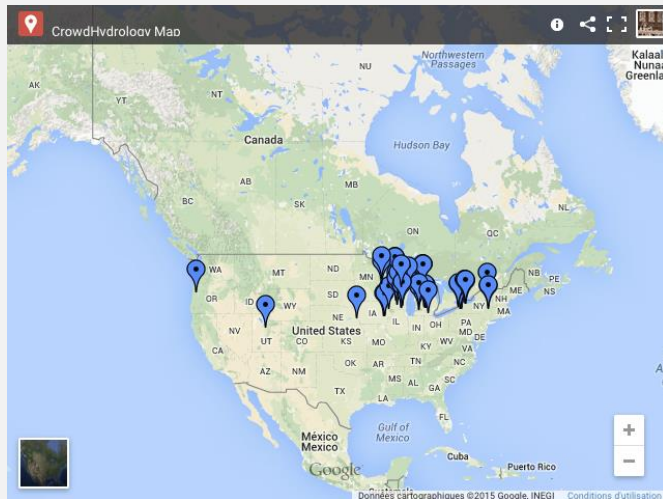 CrowdHydrology Map
Kalaal
Nuna
Greenla
Northwestern
Passages
AK
NU
YT
NT
Canada
Hudson Bay
BC
AB
SK
MB
ON
QC
NL
WA
MT
ND
MN
NB
PE
NS
ME
OR
ID
WY
SD
NH
MA
NY
NE
IA
NV
UT
CO
United States
KS
MO
IL
IN
OH
PA
MD
DE
KY
WV
VA
CA
AZ
NM
OK
AR
TN
NC
MS
AL
SC
GA
TX
LA
FL
Gulf of
Mexico
México
Mexico
Cuba
Puerto Rico
Google
Données cartographiques ©2015 Google, INEGI
Conditions d'utilisation